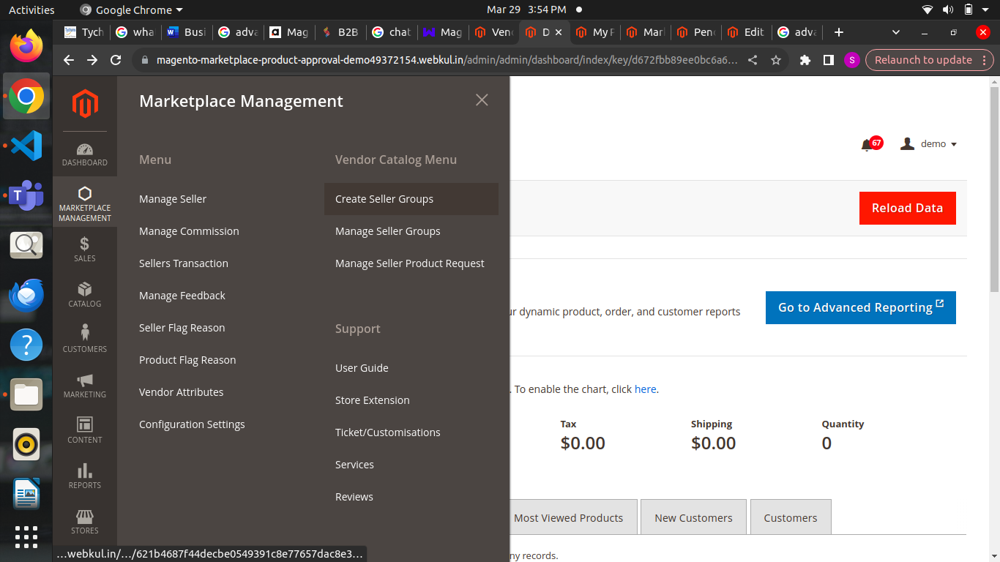 Activities
Google Chrome
Mar 29 3:54 PM
Tych
wha
Busi
adva
Mag
B2B
chat
Mag
Ven
D
My P
Mar
Pen
Edit
adva
magento-marketplace-product-approval-demo49372154.webkul.in/admin/admin/dashboard/index/key/d672fbb89ee0bc6a6...
S
Relaunch to update
Marketplace Management
67
demo
DASHBOARD
MARKETPLACE
MANAGEMENT
SALES
CATALOG
CUSTOMERS
MARKETING
CONTENT
REPORTS
STORES
Menu
Manage Seller
Manage Commission
Sellers Transaction
Manage Feedback
Seller Flag Reason
Product Flag Reason
Vendor Attributes
Configuration Settings
Vendor Catalog Menu
Create Seller Groups
Manage Seller Groups
Manage Seller Product Request
Support
User Guide
Store Extension
Ticket/Customisations
Services
Reviews
Reload Data
ur dynamic product, order, and customer reports
Go to Advanced Reporting
. To enable the chart, click here.
Tax
$0.00
Shipping
$0.00
Quantity
0
Most Viewed Products
New Customers
Customers
ny records.
...webkul.in/.../621b4687f44decbe0549391c8e77657dac8e3...